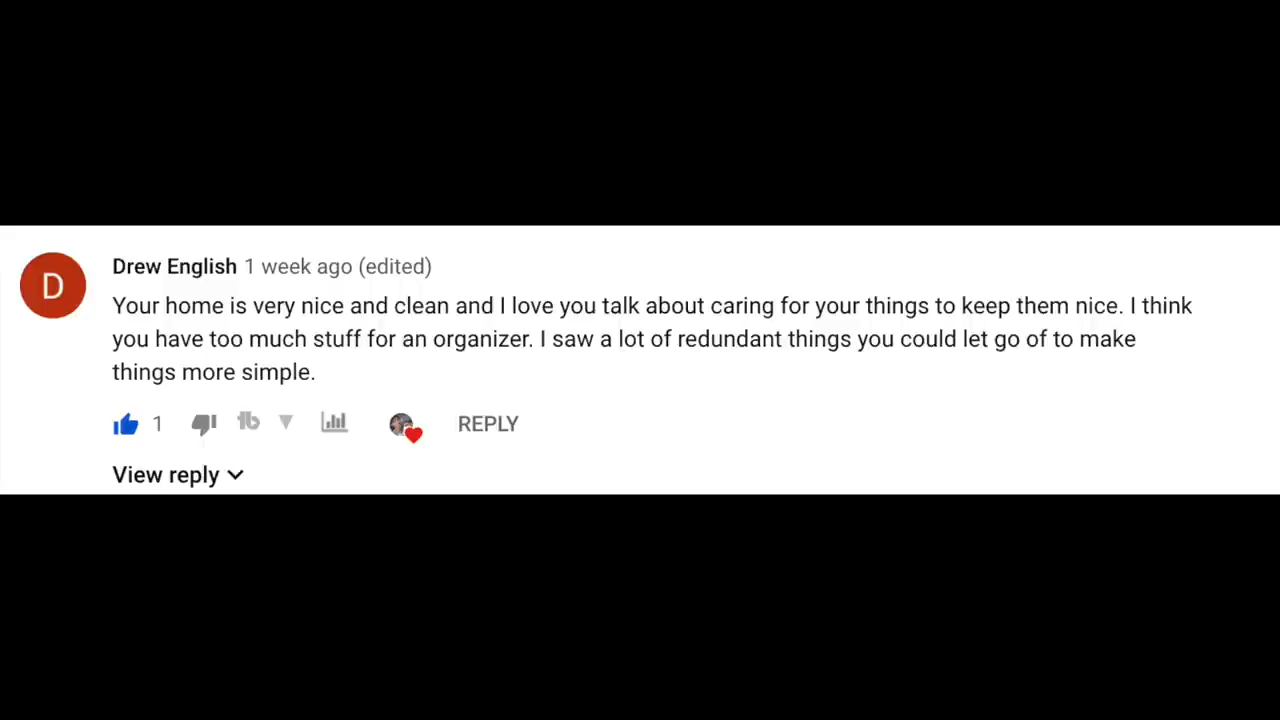 D
Drew English 1 week ago (edited)
Your home is very nice and clean and I love you talk about caring for your things to keep them nice. I think
you have too much stuff for an organizer. I saw a lot of redundant things you could let go of to make
things more simple.
1 tb REPLY
View reply